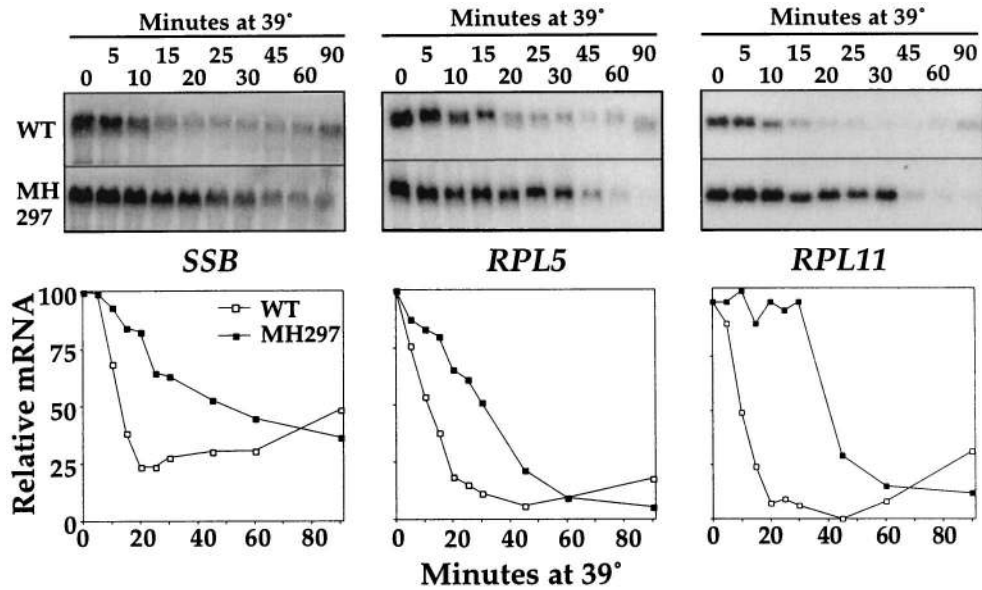 Minutes at 39° Minutes at 39° Minutes at 39°
5 15 25 45 90 5 15 25 45 90 5 15 25 45 90
0 10 20 30 60 0 10 20 30 60 0 10 20 30 60
WT
MH
297
SSB RPL5 RPL11
100
75
50
25
0
Relative mRNA
WT
MH297
0 20 40 60 80 0 20 40 60 80 0 20 40 60 80
Minutes at 39°